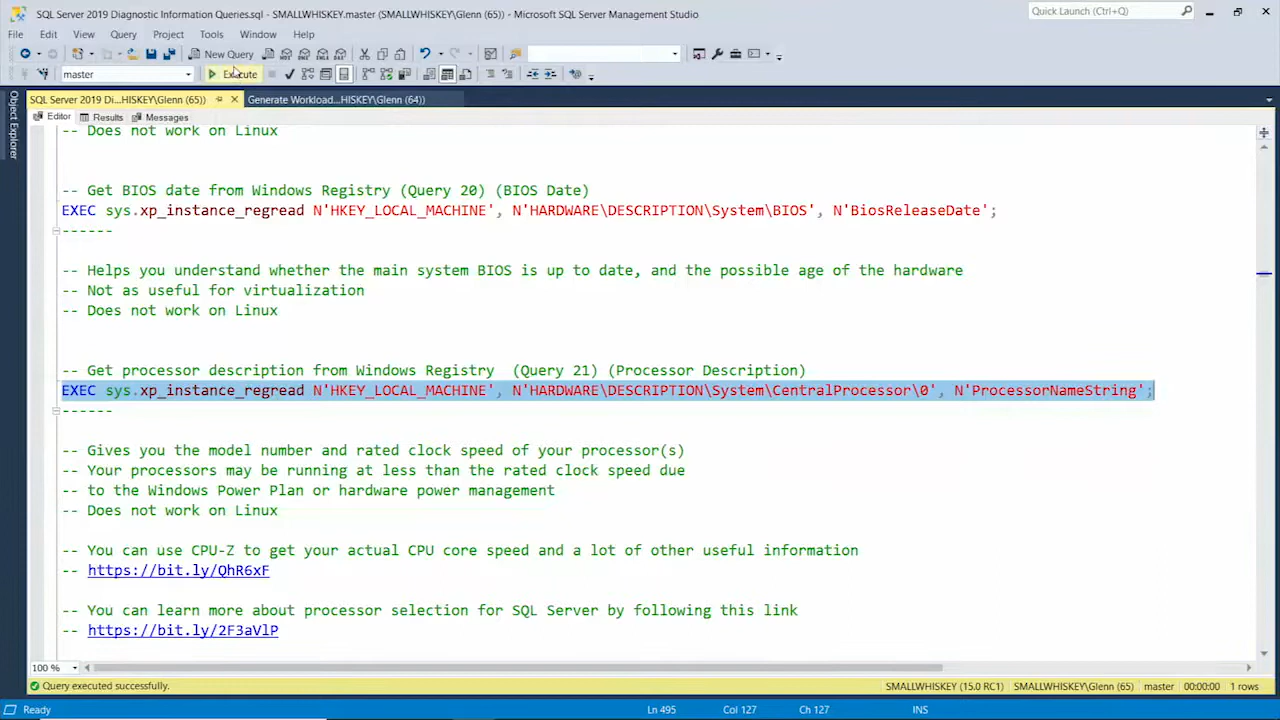 SQL Server 2019 Diagnostic Information Queries.sql - SMALLWHISKEY.master (SMALLWHISKEY\Glenn (65)) - Microsoft SQL Server Management Studio
Quick Launch (Ctrl+Q)
File Edit View Query Project Tools Window Help
New Query
master
Execute
SQL Server 2019 Di...HISKEY\Glenn (65))
Generate Workload...HISKEY\Glenn (64))
Object Explorer
Editor Results Messages
-- Does not work on Linux
-- Get BIOS date from Windows Registry (Query 20) (BIOS Date)
EXEC sys.xp_instance_regread N'HKEY_LOCAL_MACHINE', N'HARDWARE\DESCRIPTION\System\BIOS', N'BiosReleaseDate';
------
-- Helps you understand whether the main system BIOS is up to date, and the possible age of the hardware
-- Not as useful for virtualization
-- Does not work on Linux
-- Get processor description from Windows Registry  (Query 21) (Processor Description)
EXEC sys.xp_instance_regread N'HKEY_LOCAL_MACHINE', N'HARDWARE\DESCRIPTION\System\CentralProcessor\0', N'ProcessorNameString';
------
-- Gives you the model number and rated clock speed of your processor(s)
-- Your processors may be running at less than the rated clock speed due
-- to the Windows Power Plan or hardware power management
-- Does not work on Linux
-- You can use CPU-Z to get your actual CPU core speed and a lot of other useful information
-- https://bit.ly/QhR6xF
-- You can learn more about processor selection for SQL Server by following this link
-- https://bit.ly/2F3aVlP
100 %
Query executed successfully.
SMALLWHISKEY (15.0 RC1) SMALLWHISKEY\Glenn (65) master 00:00:00 1 rows
Ready
Ln 495 Col 127 Ch 127 INS